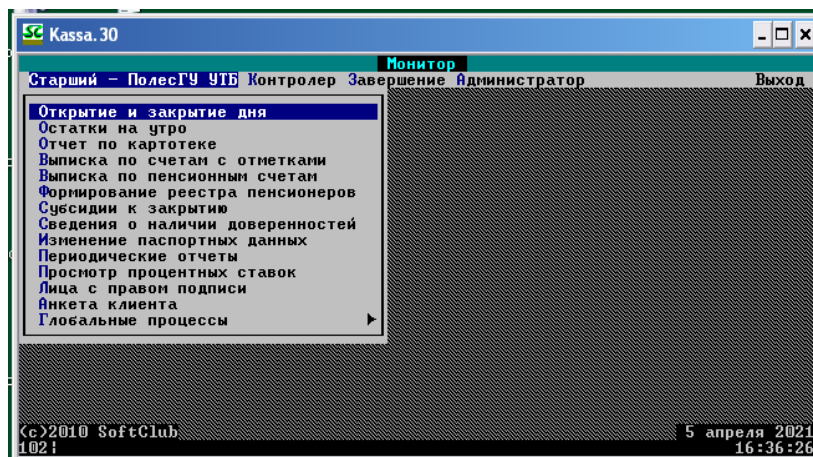 SC Kassa.30
Монитор
Старший – ПолесГУ УТБ Контролер Завершение Администратор Выход
Открытие и закрытие дня
Остатки на утро
Отчет по картотеке
Выписка по счетам с отметками
Выписка по пенсионным счетам
Формирование реестра пенсионеров
Субсидии к закрытию
Сведения о наличии доверенностей
Изменение паспортных данных
Периодические отчеты
Просмотр процентных ставок
Лица с правом подписи
Анкета клиента
Глобальные процессы
(c)2010 SoftClub 5 апреля 2021
102¦ 16:36:26